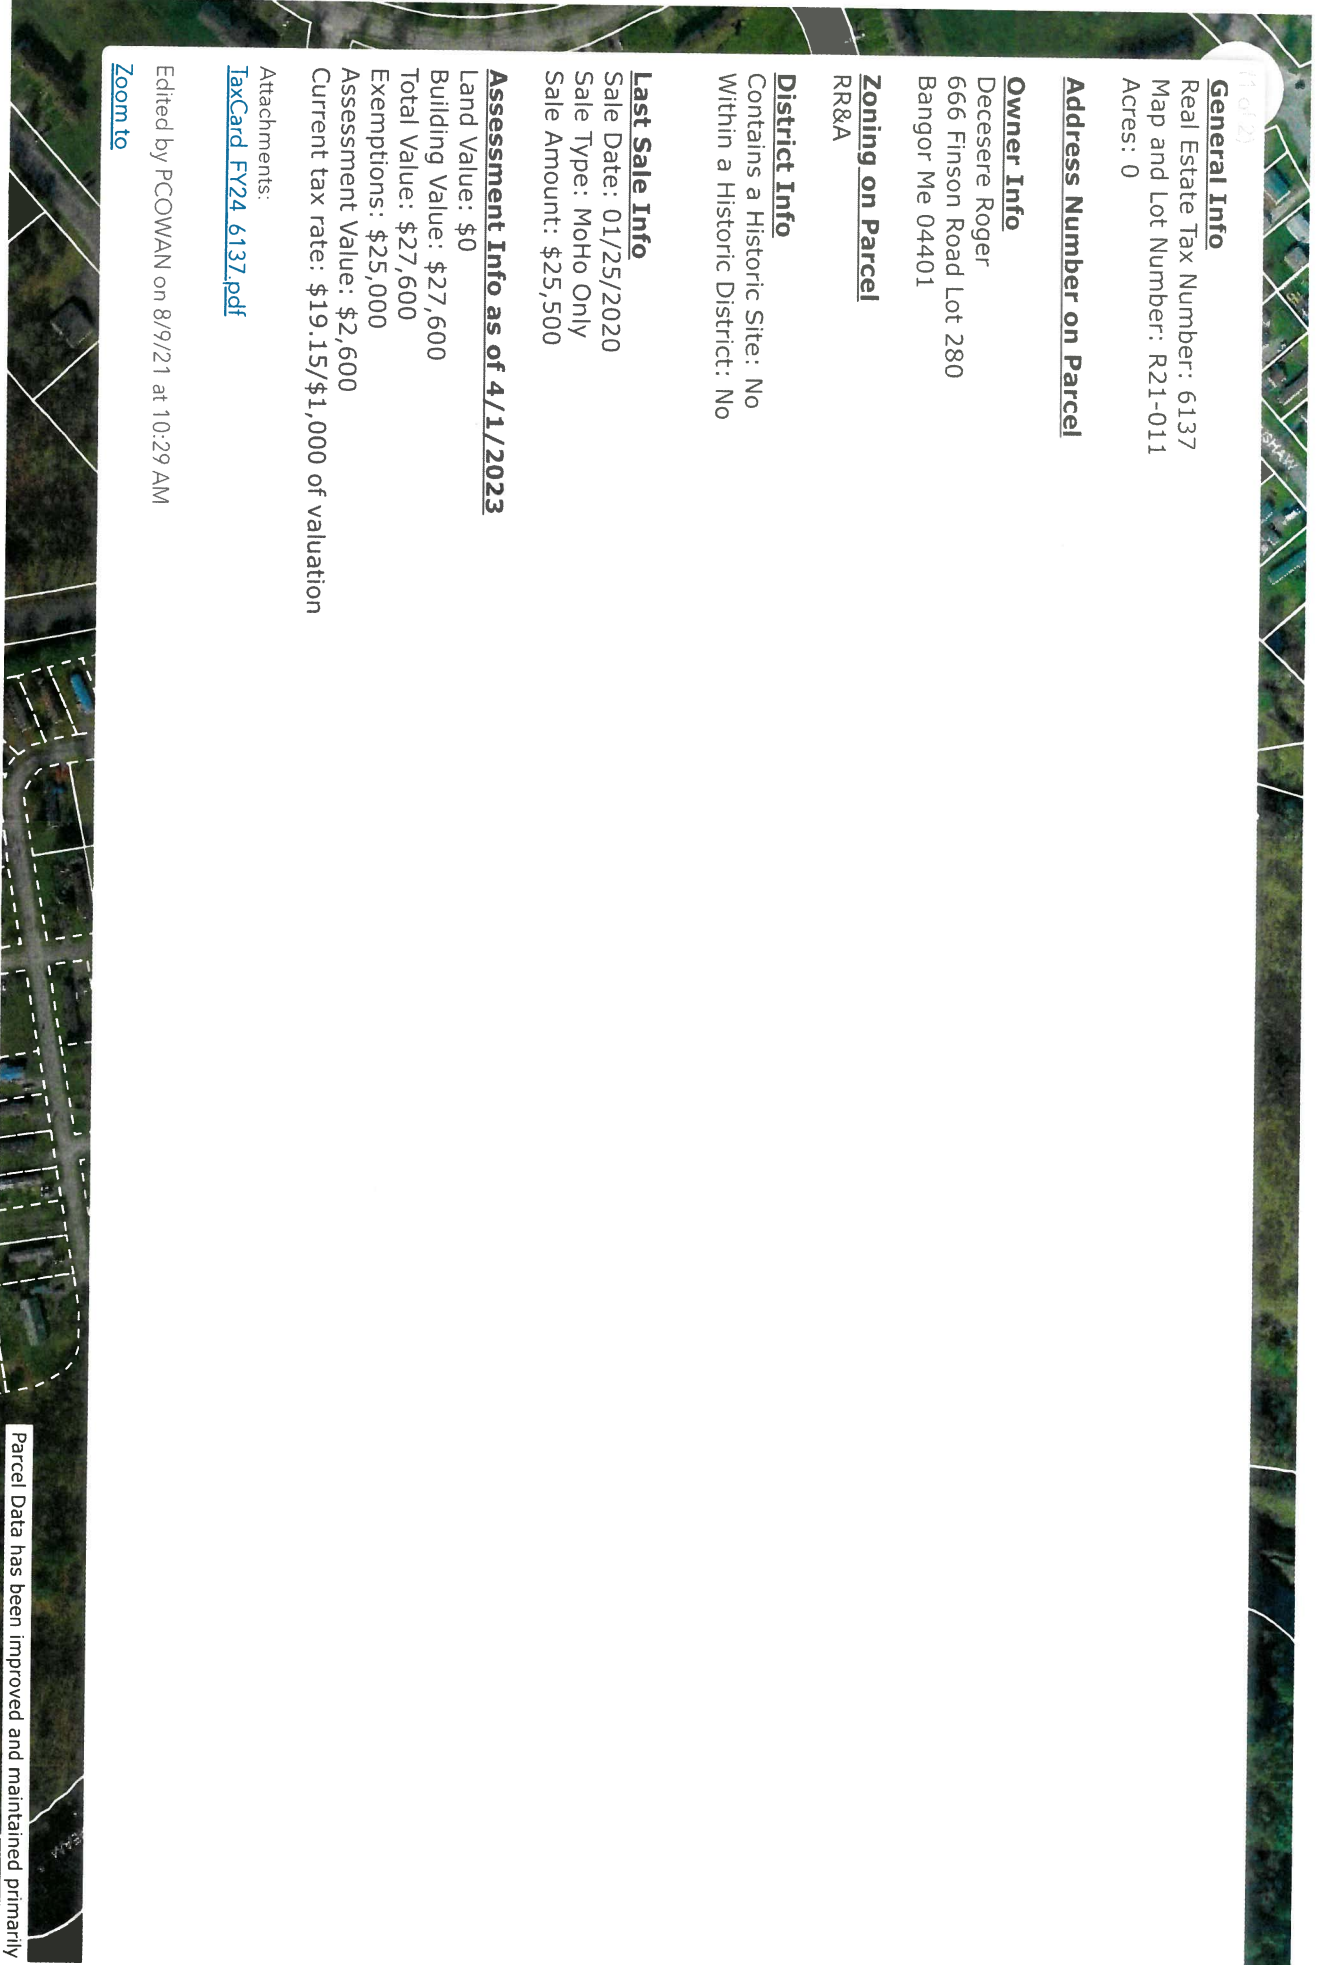 (1 of 2)
General Info
Real Estate Tax Number: 6137
Map and Lot Number: R21-011
Acres: 0
Address Number on Parcel
Owner Info
Decesere Roger
666 Finson Road Lot 280
Bangor Me 04401
Zoning on Parcel
RR&A
District Info
Contains a Historic Site: No
Within a Historic District: No
Last Sale Info
Sale Date: 01/25/2020
Sale Type: MoHo Only
Sale Amount: $25,500
Assessment Info as of 4/1/2023
Land Value: $0
Building Value: $27,600
Total Value: $27,600
Exemptions: $25,000
Assessment Value: $2,600
Current tax rate: $19.15/$1,000 of valuation
Attachments:
TaxCard_FY24_6137.pdf
Edited by PCOWAN on 8/9/21 at 10:29 AM
Zoom to
Parcel Data has been improved and maintained primarily